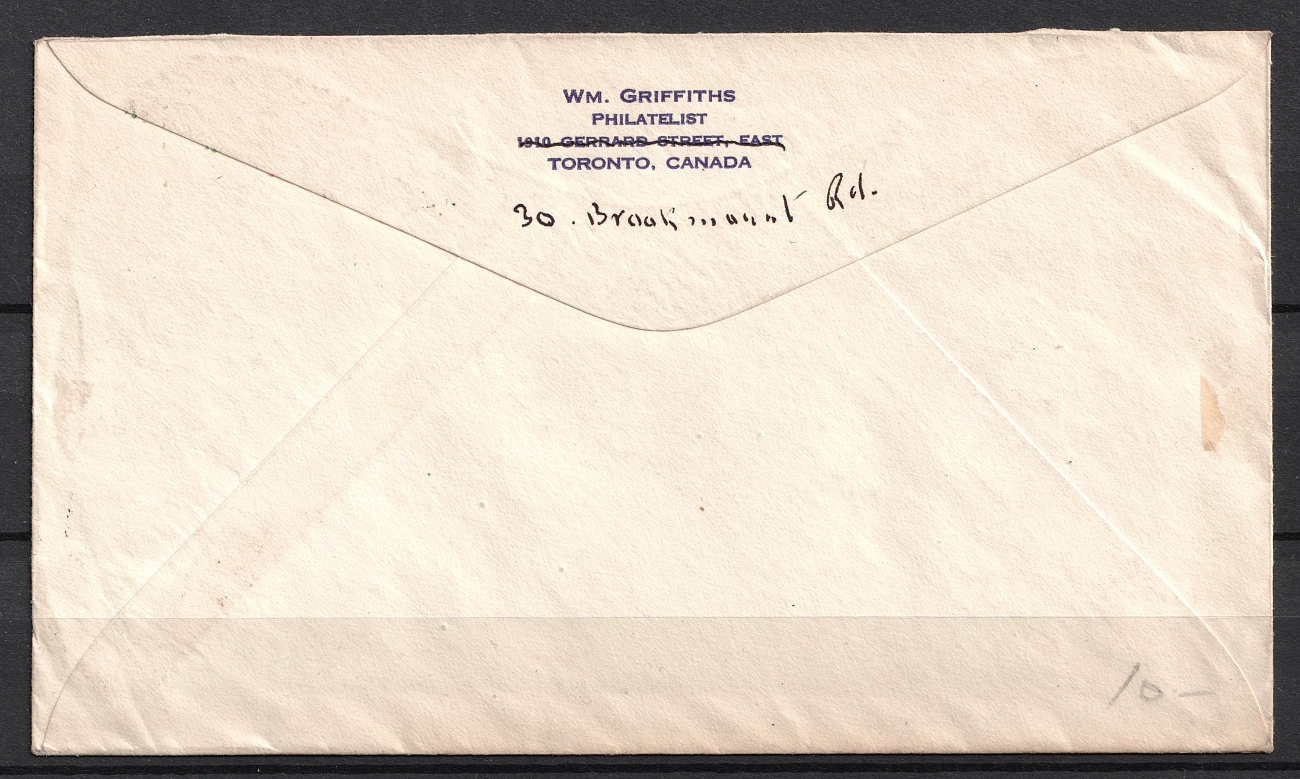 WM. GRIFFITHS
PHILATELIST
1910 GERRARD STREET, EAST
TORONTO, CANADA
30. Brookmount Rd.
10-